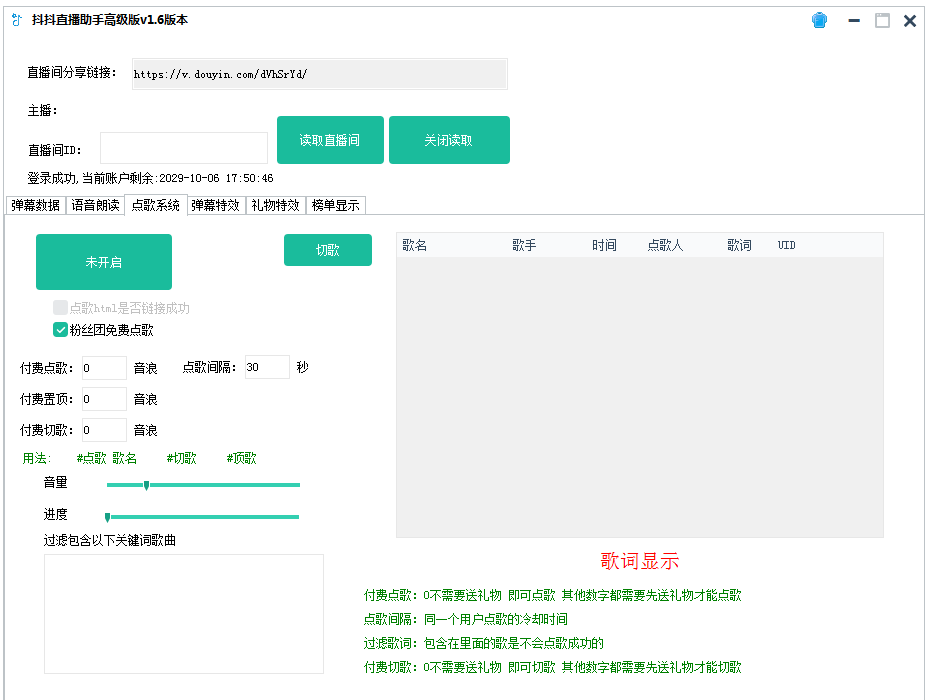 抖抖直播助手高级版v1.6版本
直播间分享链接： https://v.douyin.com/dVhSrYd/
主播：
直播间ID： 读取直播间 关闭读取
登录成功,当前账户剩余:2029-10-06 17:50:46
弹幕数据 语音朗读 点歌系统 弹幕特效 礼物特效 榜单显示
未开启 切歌
点歌html是否链接成功
粉丝团免费点歌
付费点歌： 0 音浪 点歌间隔： 30 秒
付费置顶： 0 音浪
付费切歌： 0 音浪
用法： #点歌 歌名 #切歌 #顶歌
音量
进度
过滤包含以下关键词歌曲
歌名 歌手 时间 点歌人 歌词 UID
歌词显示
付费点歌：0不需要送礼物 即可点歌 其他数字都需要先送礼物才能点歌
点歌间隔：同一个用户点歌的冷却时间
过滤歌词：包含在里面的歌是不会点歌成功的
付费切歌：0不需要送礼物 即可切歌 其他数字都需要先送礼物才能切歌